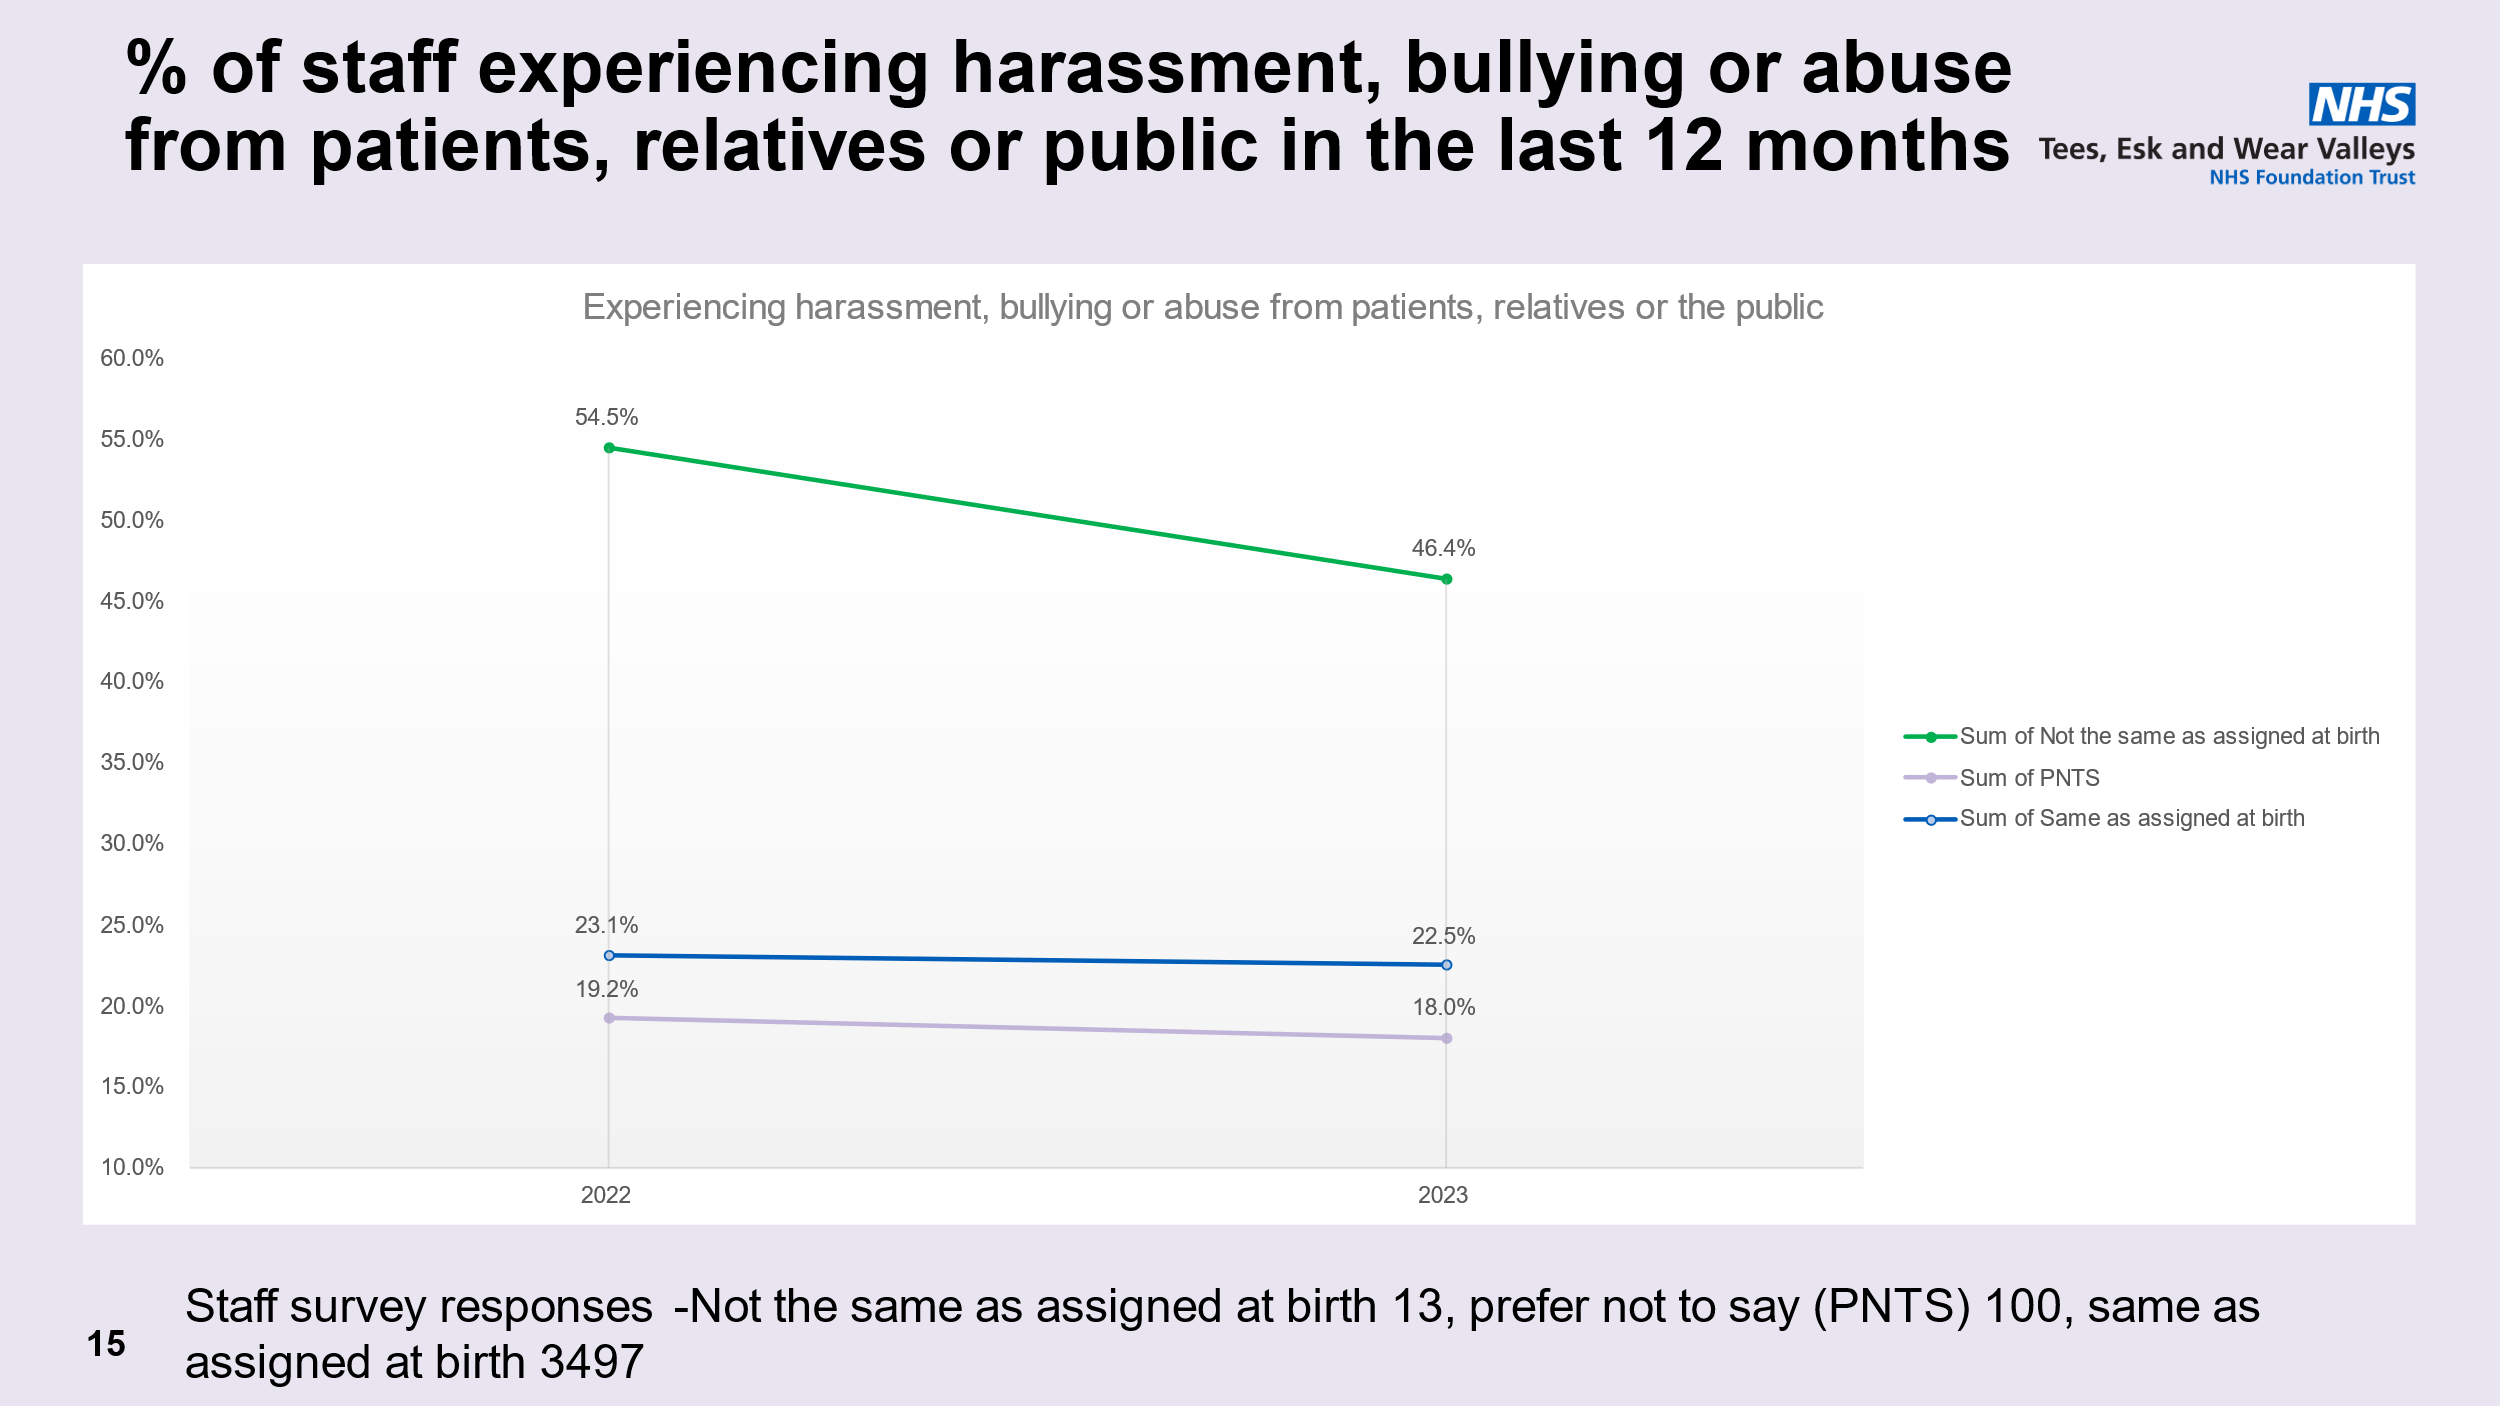 % of staff experiencing harassment, bullying or abuse
from patients, relatives or public in the last 12 months
NHS
Tees, Esk and Wear Valleys
NHS Foundation Trust
Experiencing harassment, bullying or abuse from patients, relatives or the public
60.0%
55.0%
50.0%
45.0%
40.0%
35.0%
30.0%
25.0%
20.0%
15.0%
10.0%
54.5%
46.4%
23.1%
22.5%
19.2%
18.0%
2022
2023
Sum of Not the same as assigned at birth
Sum of PNTS
Sum of Same as assigned at birth
Staff survey responses -Not the same as assigned at birth 13, prefer not to say (PNTS) 100, same as
assigned at birth 3497
15